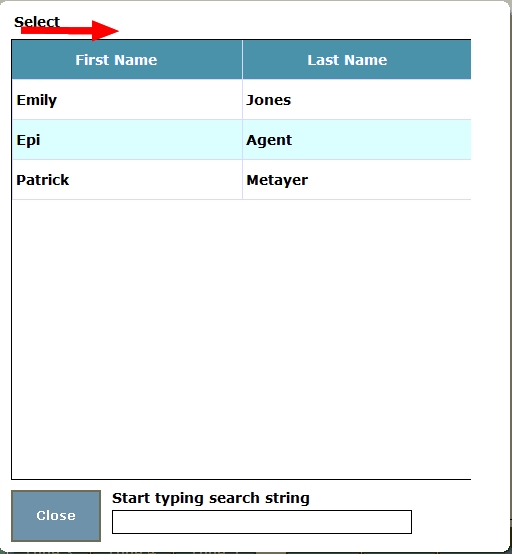 Select
First Name Last Name
Emily Jones
Epi Agent
Patrick Metayer
Start typing search string
Close